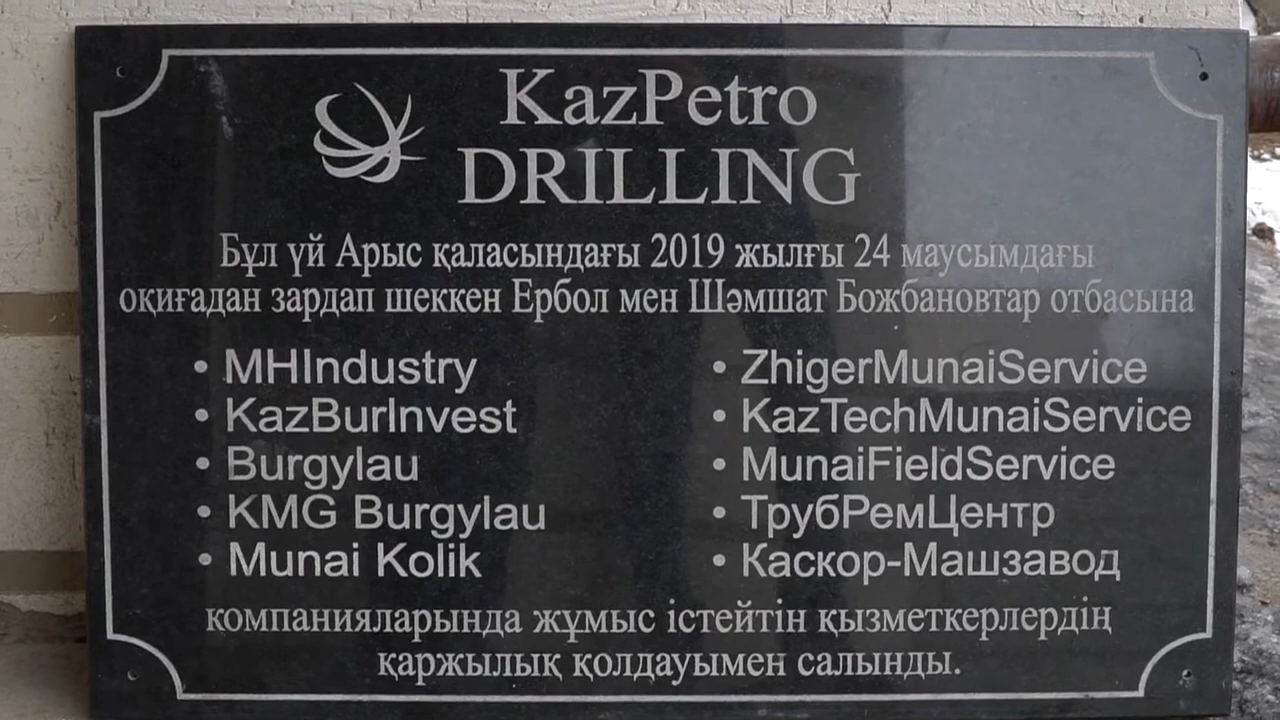 KazPetro
DRILLING
Бұл үй Арыс қаласындағы 2019 жылғы 24 маусымдағы
оқиғадан зардап шеккен Ербол мен Шәмшат Божбановтар отбасына
• MHIndustry
• KazBurInvest
• Burgylau
• KMG Burgylau
• Munai Kolik
• ZhigerMunaiService
• KazTechMunaiService
• MunaiFieldService
• ТрубРемЦентр
• Каскор-Машзавод
компанияларында жұмыс істейтін қызметкерлердің
қаржылық қолдауымен салынды.